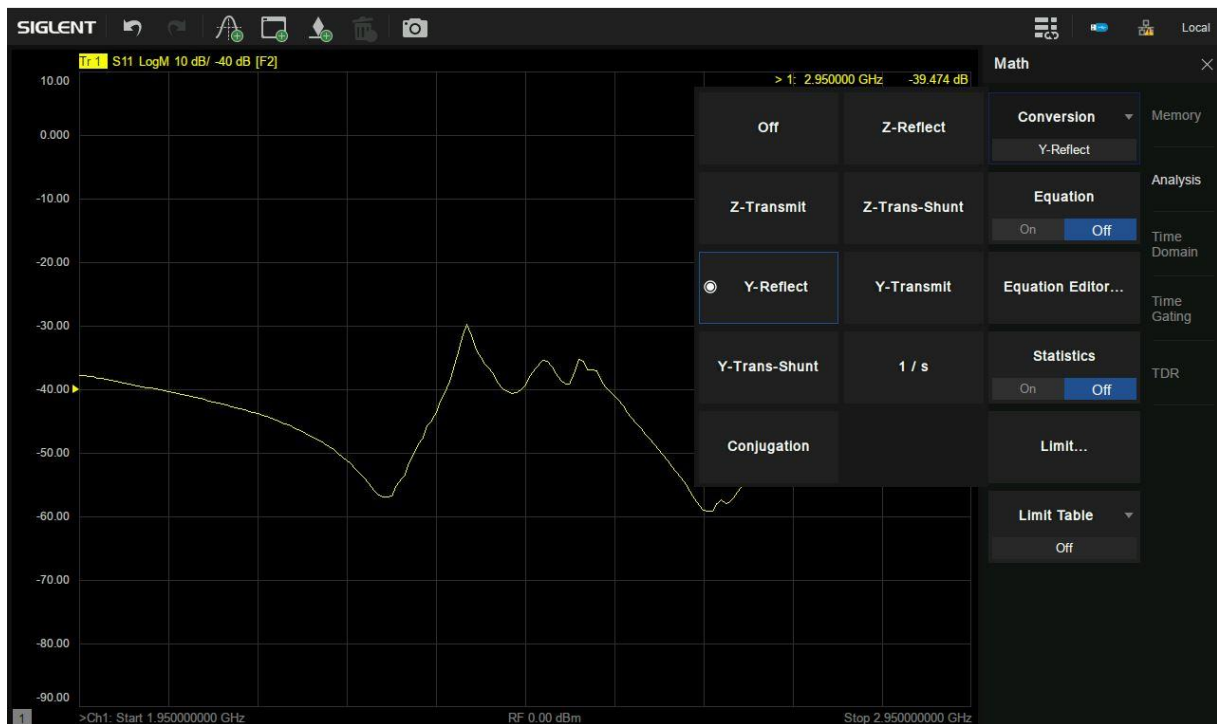 SIGLENT
Local
Tr 1 S11 LogM 10 dB/ -40 dB [F2]
> 1: 2.950000 GHz -39.474 dB
10.00
0.000
-10.00
-20.00
-30.00
-40.00
-50.00
-60.00
-70.00
-80.00
-90.00
Off
Z-Reflect
Z-Transmit
Z-Trans-Shunt
Y-Reflect
Y-Transmit
Y-Trans-Shunt
1 / s
Conjugation
Math
Conversion
Y-Reflect
Equation
On Off
Equation Editor...
Statistics
On Off
Limit...
Limit Table
Off
Memory
Analysis
Time
Domain
Time
Gating
TDR
1 >Ch1: Start 1.950000000 GHz RF 0.00 dBm Stop 2.950000000 GHz